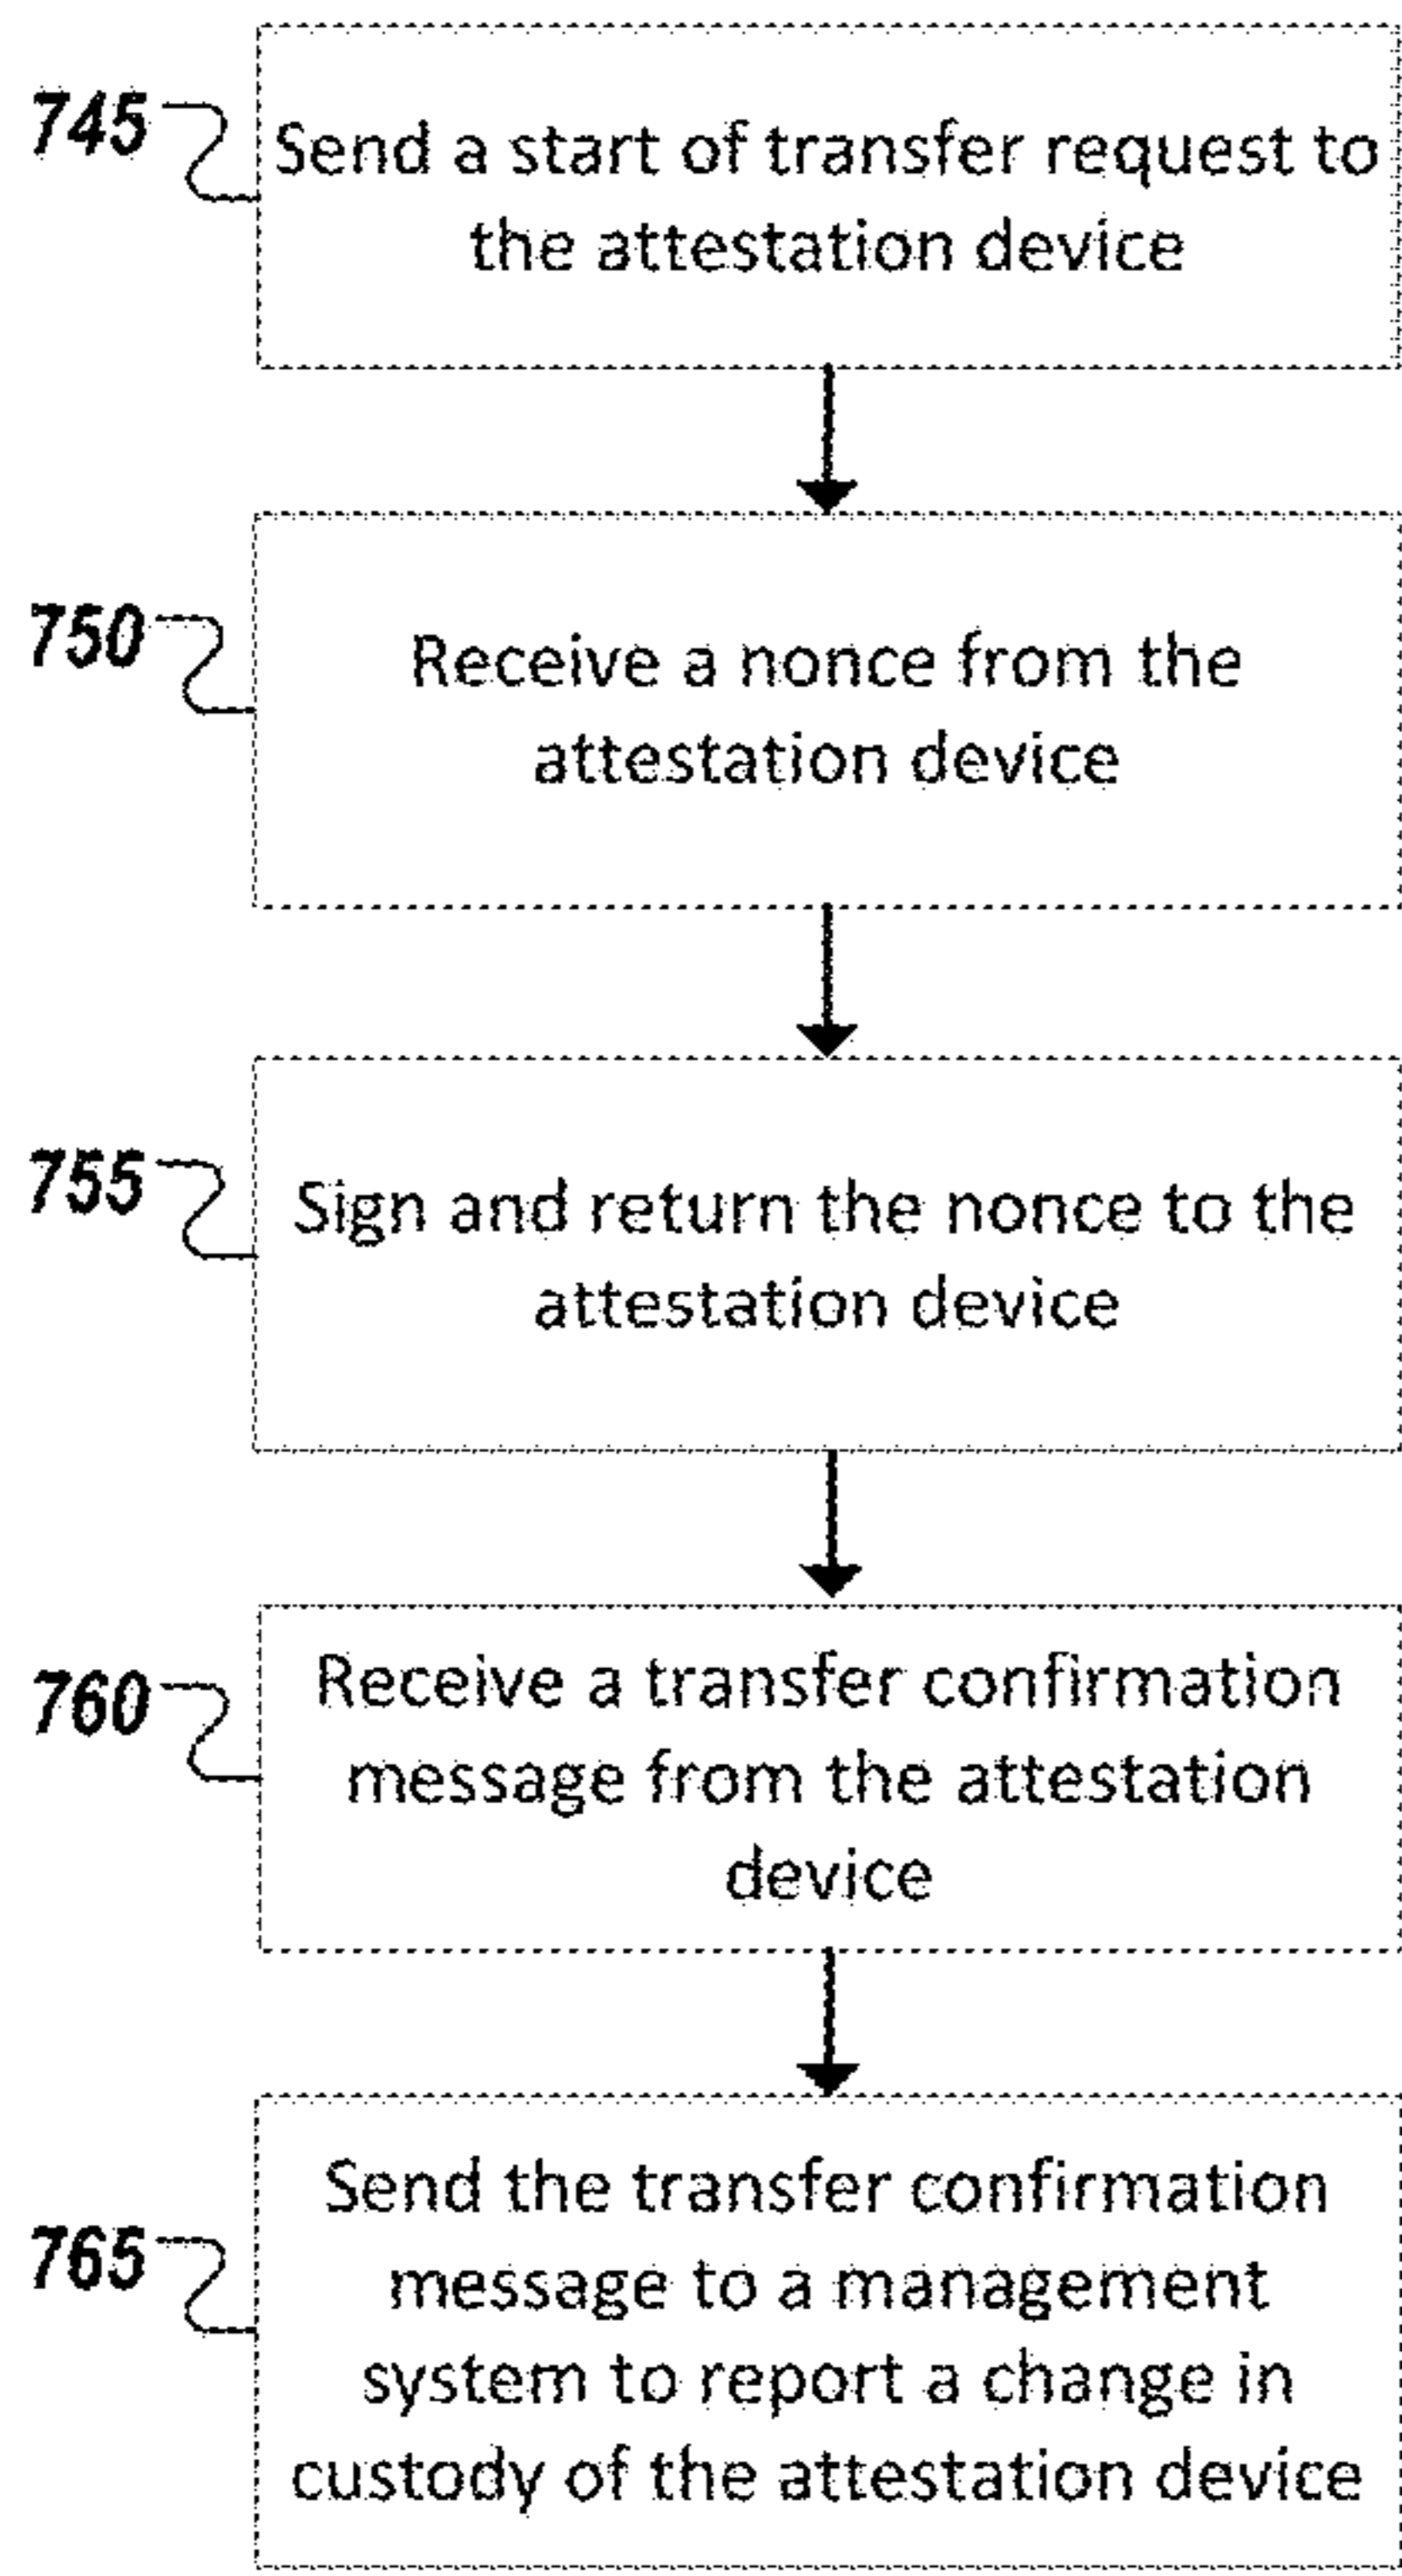 745
Send a start of transfer request to
the attestation device
750
Receive a nonce from the
attestation device
755
Sign and return the nonce to the
attestation device
760
Receive a transfer confirmation
message from the attestation
device
765
Send the transfer confirmation
message to a management
system to report a change in
custody of the attestation device